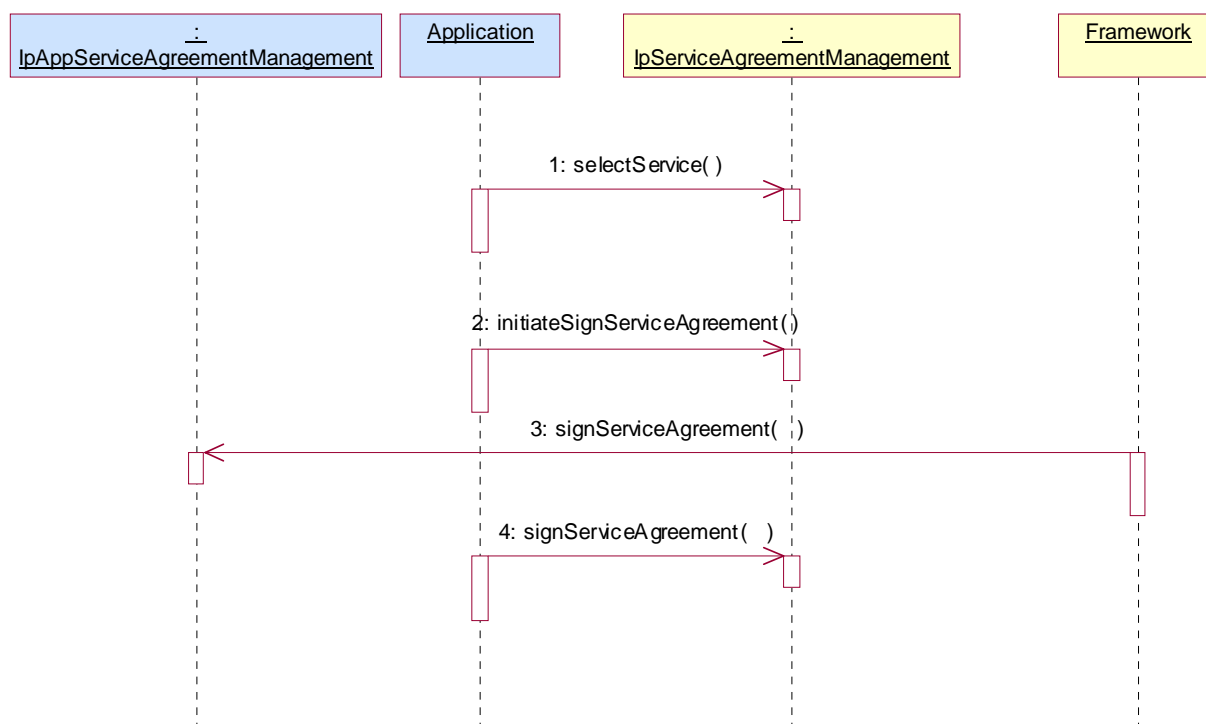 :
IpAppServiceAgreementManagement
Application
:
IpServiceAgreementManagement
Framework
1: selectService( )
2: initiateSignServiceAgreement( )
3: signServiceAgreement( )
4: signServiceAgreement( )